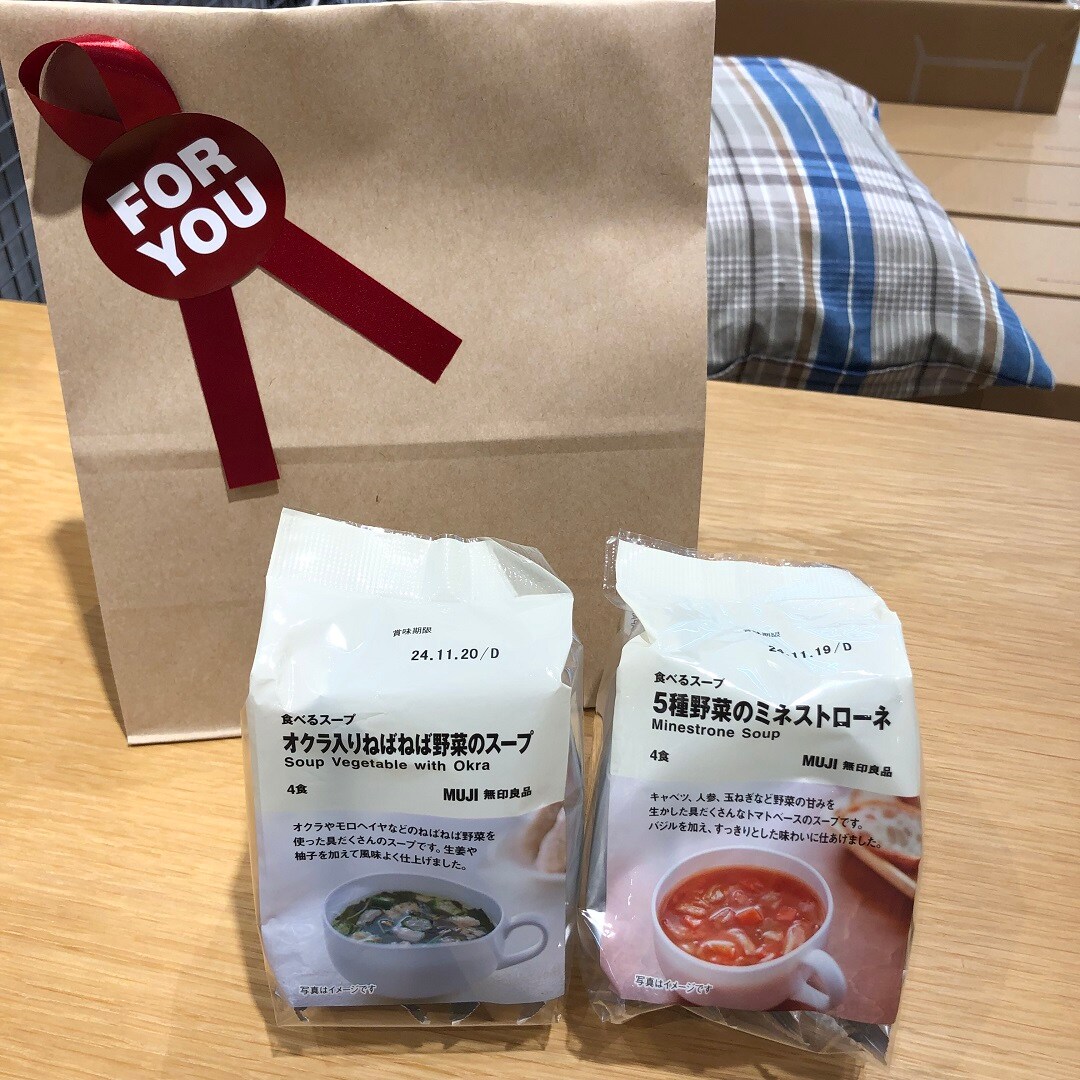 FOR
YOU
賞味期限
24.11.20/D
食べるスープ
オクラ入りねばねば野菜のスープ
Soup Vegetable with Okra
4食
MUJI 無印良品
オクラやモロヘイヤなどのねばねば野菜を
使った具だくさんのスープです。生姜や
柚子を加えて風味よく仕上げました。
写真はイメージです
賞味期限
24.11.19/D
食べるスープ
5種野菜のミネストローネ
Minestrone Soup
4食
MUJI 無印良品
キャベツ、人参、玉ねぎなど野菜の甘みを
生かした具だくさんなトマトベースのスープです。
バジルを加え、すっきりとした味わいに仕あげました。
写真はイメージです